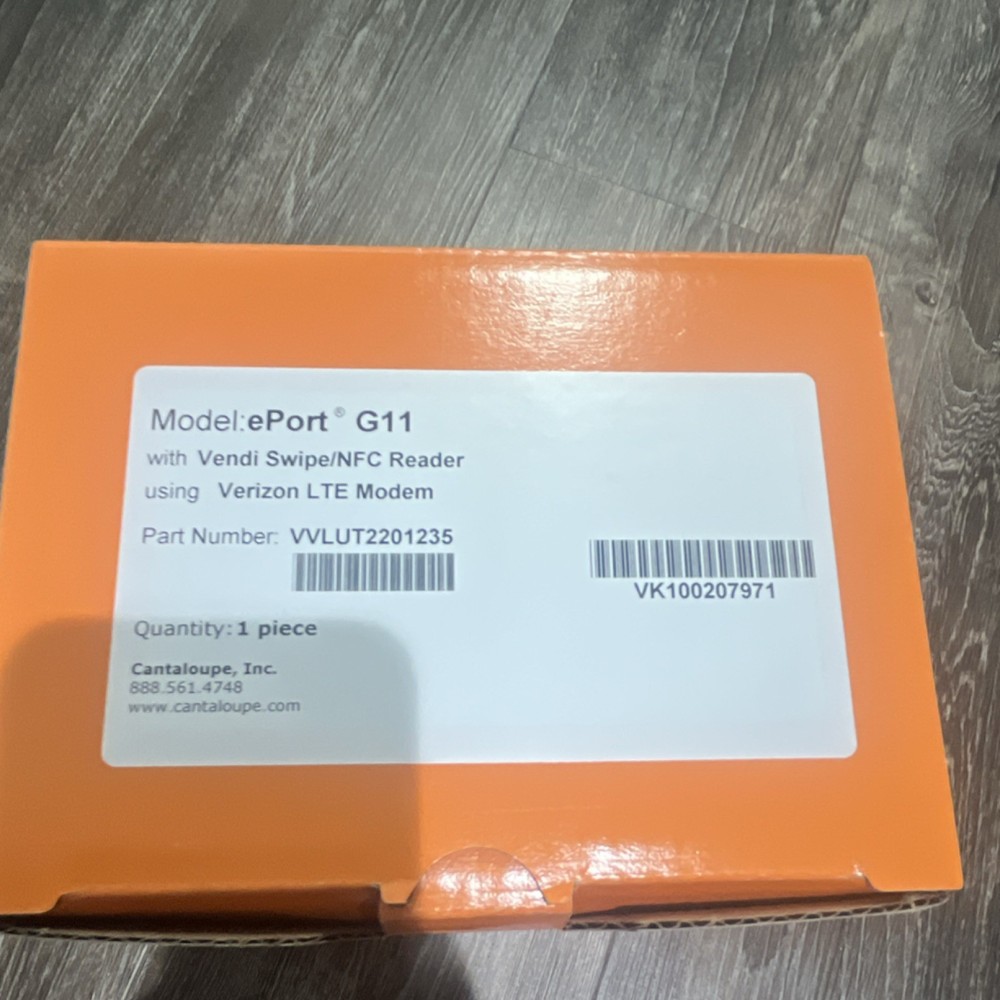 Model:ePort® G11
with Vendi Swipe/NFC Reader
using Verizon LTE Modem
Part Number: VVLUT2201235
VK100207971
Quantity:1 piece
Cantaloupe, Inc.
888.561.4748
www.cantaloupe.com